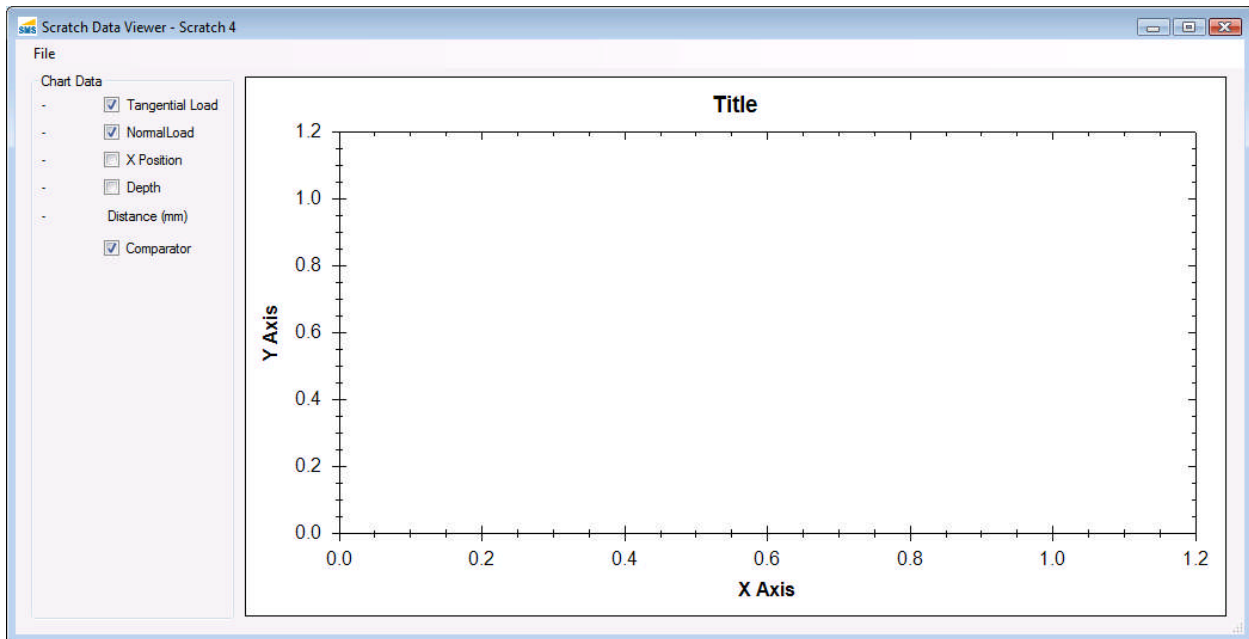 SMS Scratch Data Viewer - Scratch 4
File
Chart Data
- Tangential Load
- NormalLoad
- X Position
- Depth
- Distance (mm)
Comparator
Title
Y Axis
1.2
1.0
0.8
0.6
0.4
0.2
0.0
0.0 0.2 0.4 0.6 0.8 1.0 1.2
X Axis